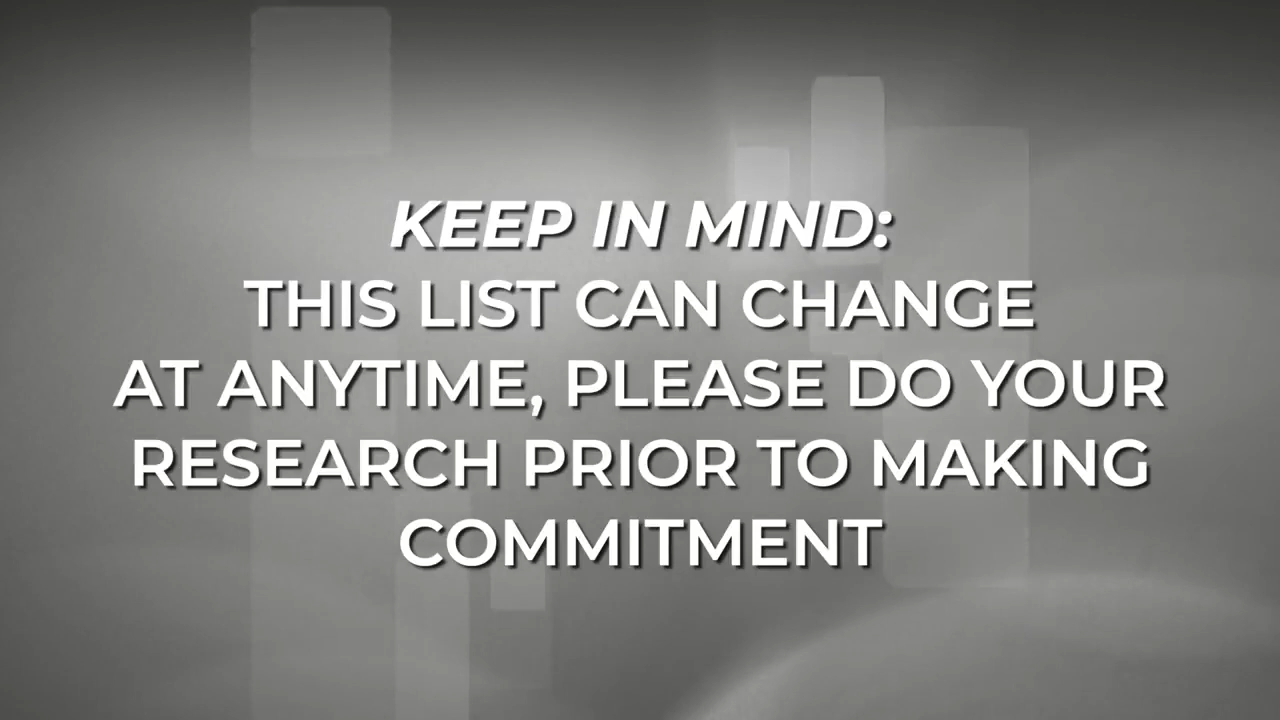 KEEP IN MIND:
THIS LIST CAN CHANGE
AT ANYTIME, PLEASE DO YOUR
RESEARCH PRIOR TO MAKING
COMMITMENT